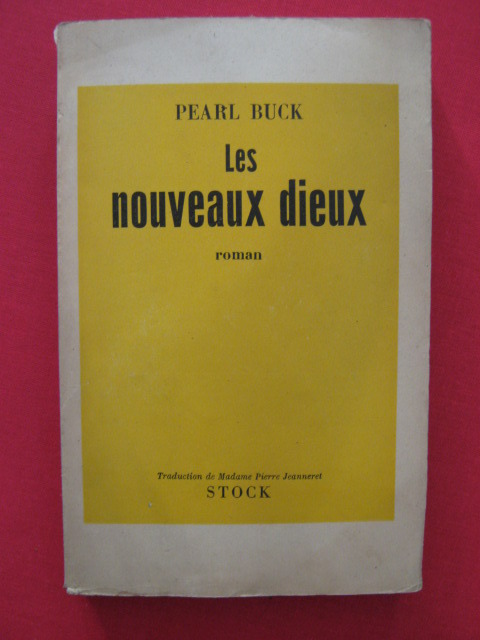 PEARL BUCK
Les
nouveaux dieux
roman
Traduction de Madame Pierre Jeanneret
STOCK